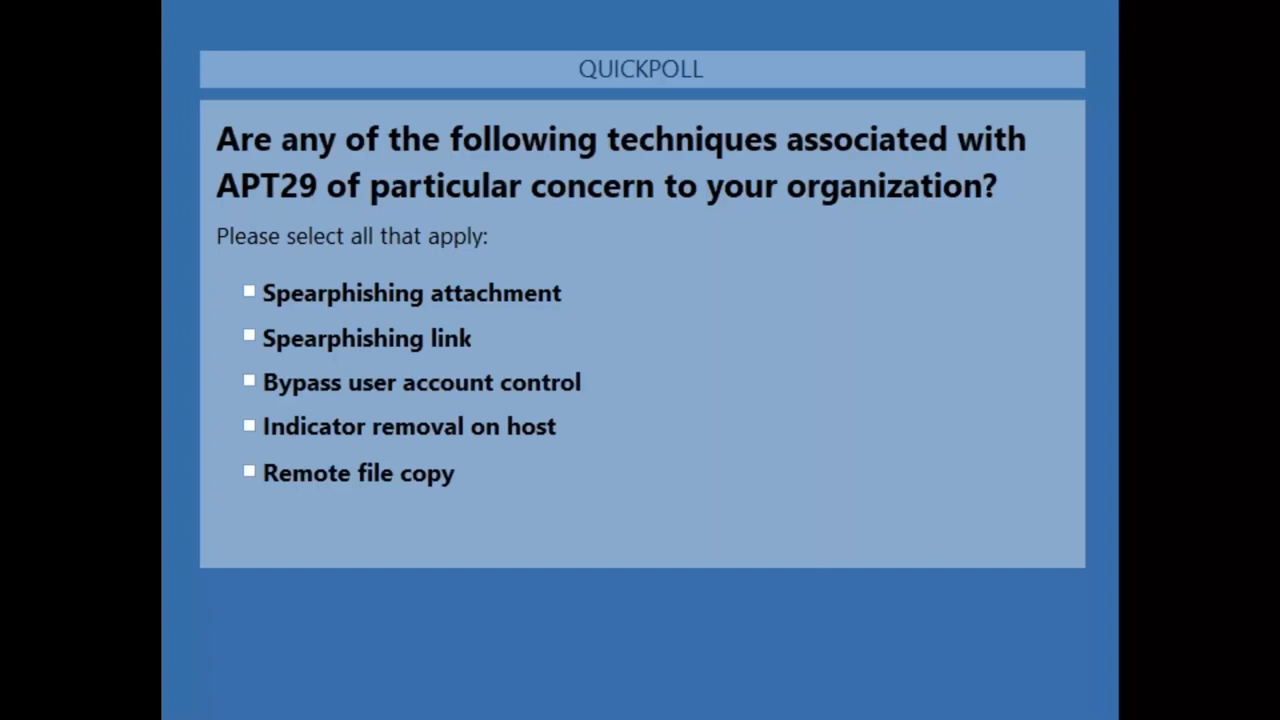 QUICKPOLL
Are any of the following techniques associated with
APT29 of particular concern to your organization?
Please select all that apply:
Spearphishing attachment
Spearphishing link
Bypass user account control
Indicator removal on host
Remote file copy